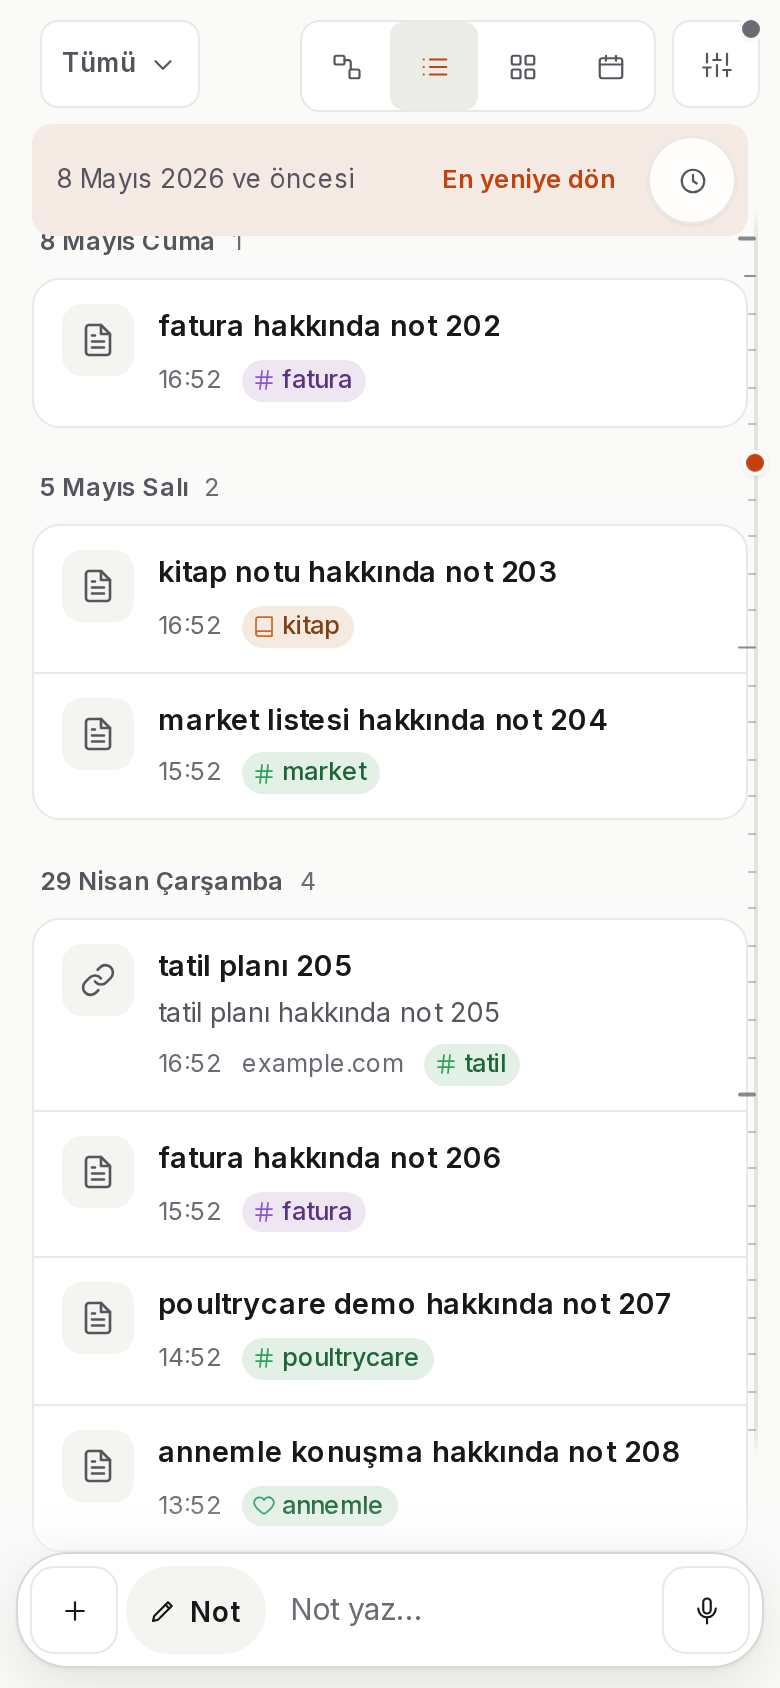 Tümü
8 Mayıs 2026 ve öncesi
En yeniye dön
8 Mayıs Cuma 1
fatura hakkında not 202
16:52 # fatura
5 Mayıs Salı 2
kitap notu hakkında not 203
16:52 kitap
market listesi hakkında not 204
15:52 # market
29 Nisan Çarşamba 4
tatil planı 205
tatil planı hakkında not 205
16:52 example.com # tatil
fatura hakkında not 206
15:52 # fatura
poultrycare demo hakkında not 207
14:52 # poultrycare
annemle konuşma hakkında not 208
13:52 annemle
Not Not yaz...